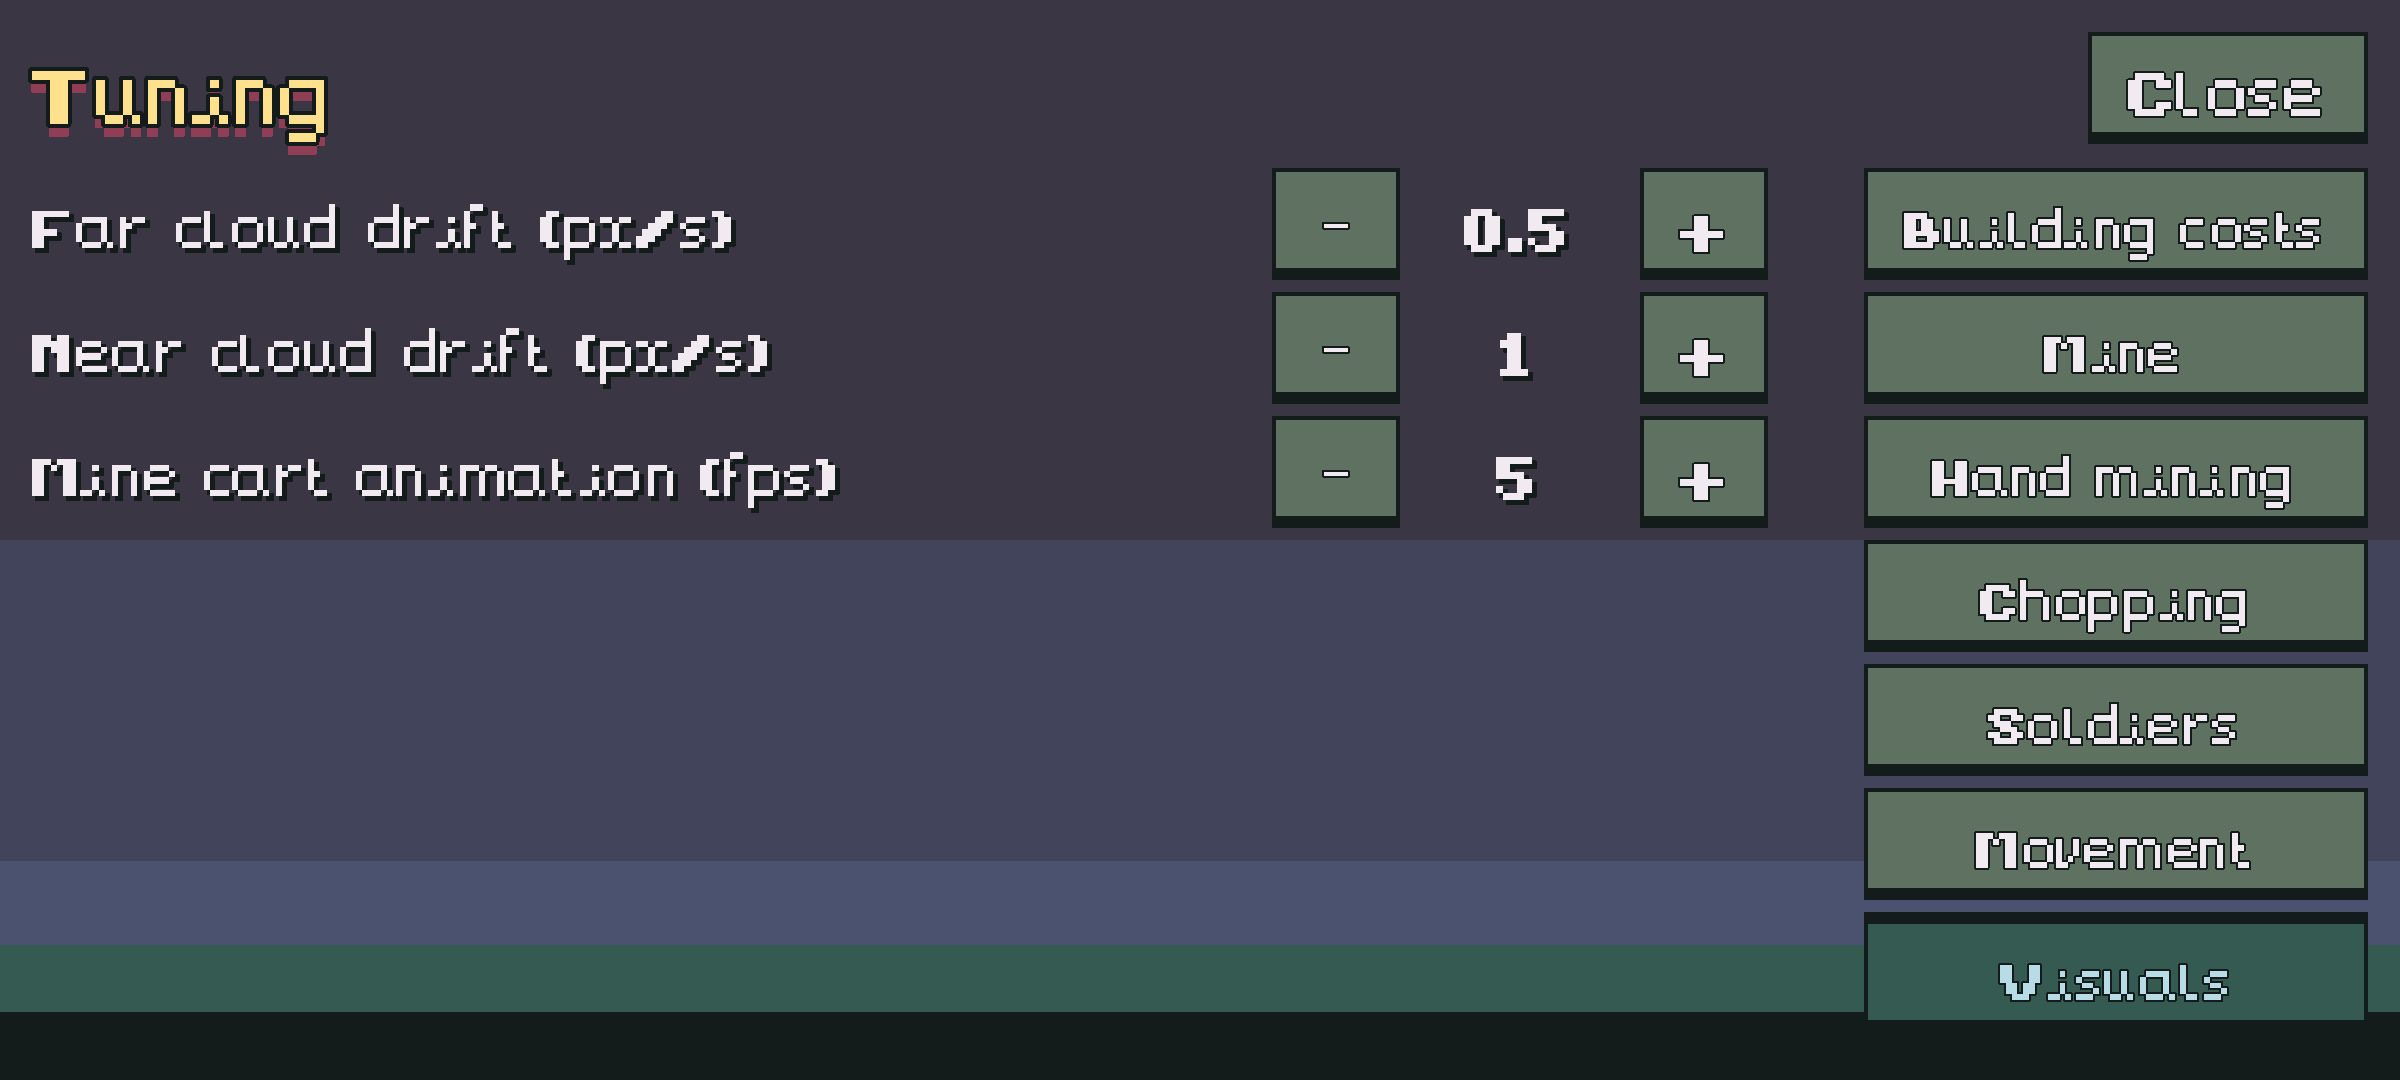 Tuning
Close
Far cloud drift (px/s)
- 0.5 +
Building costs
Near cloud drift (px/s)
- 1 +
Mine
Mine cart animation (fps)
- 5 +
Hand mining
Chopping
Soldiers
Movement
Visuals